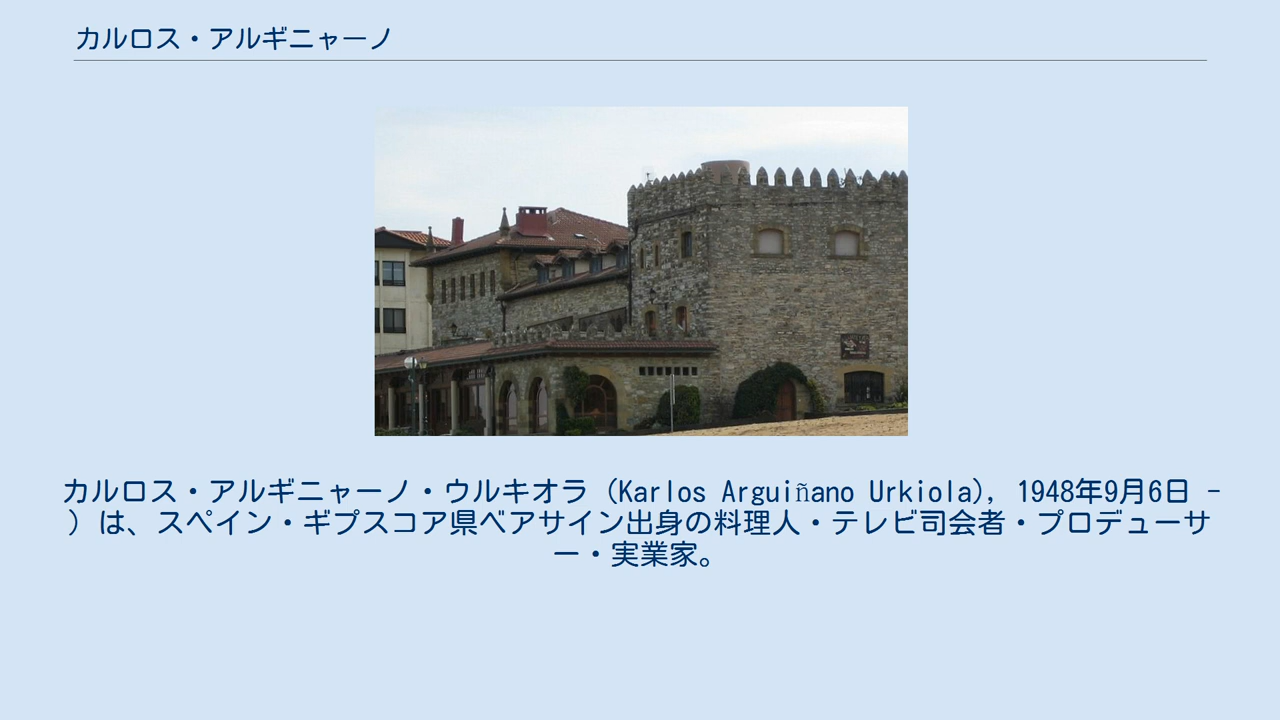 カルロス・アルギニャーノ
カルロス・アルギニャーノ・ウルキオラ (Karlos Arguiñano Urkiola), 1948年9月6日 -
）は、スペイン・ギプスコア県ベアサイン出身の料理人・テレビ司会者・プロデューサ
ー・実業家。